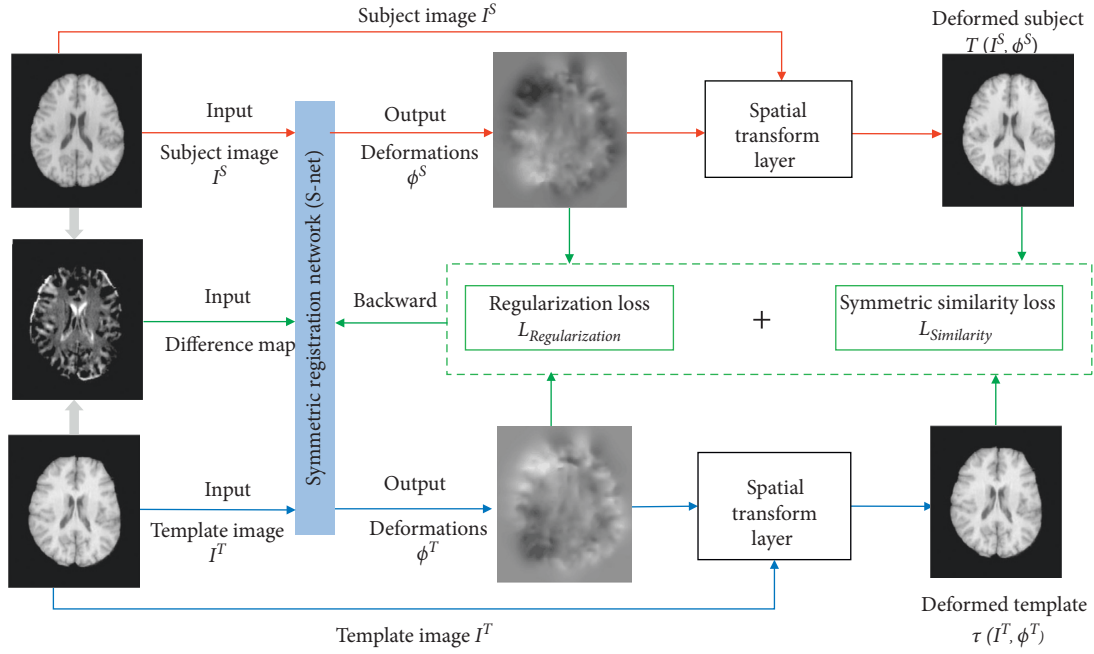 Subject image I^S
Deformed subject
T (I^S, ϕ^S)
Input
Subject image
I^S
Output
Deformations
ϕ^S
Spatial
transform
layer
Symmetric registration network (S-net)
Input
Difference map
Backward
Regularization loss
L_Regularization
+
Symmetric similarity loss
L_Similarity
Input
Template image
I^T
Output
Deformations
ϕ^T
Spatial
transform
layer
Template image I^T
Deformed template
τ (I^T, ϕ^T)